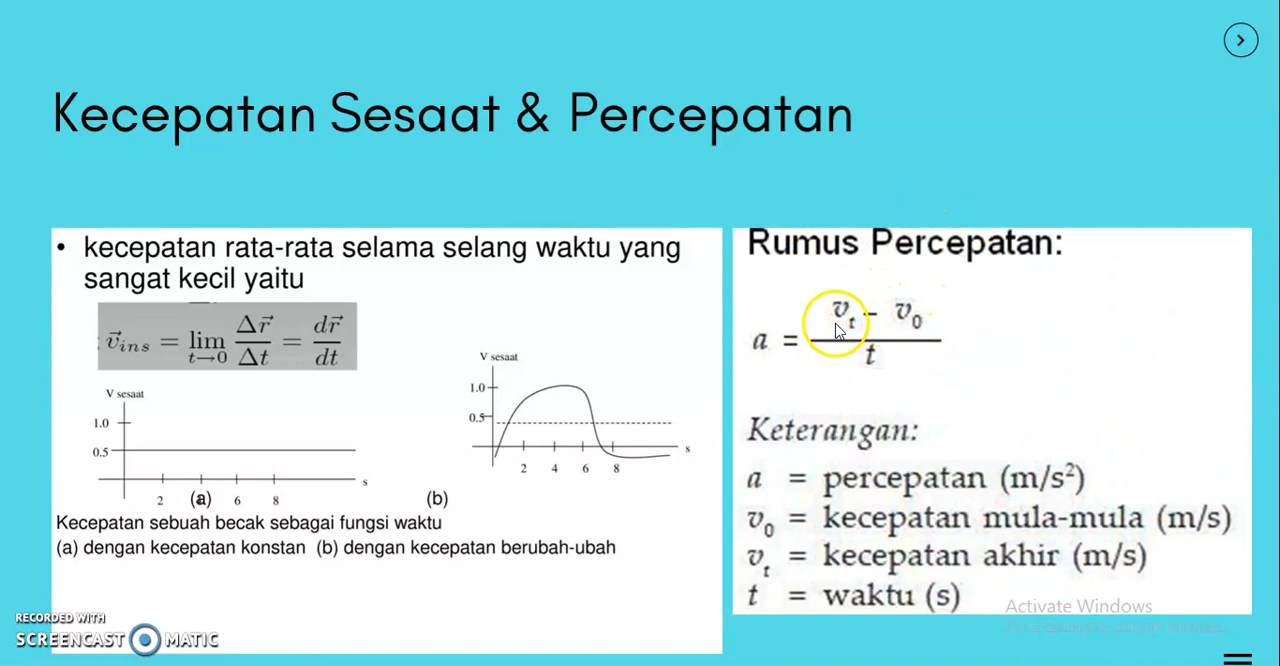 Kecepatan Sesaat & Percepatan
• kecepatan rata-rata selama selang waktu yang
sangat kecil yaitu
: v⃗ins = lim t→0 Δr⃗/Δt = dr⃗/dt
V sesaat
1.0
0.5
s
2 (a) 6 8
V sesaat
1.0
0.5
s
2 4 6 8
(b)
Kecepatan sebuah becak sebagai fungsi waktu
(a) dengan kecepatan konstan (b) dengan kecepatan berubah-ubah
Rumus Percepatan:
a = (vt - v0)/t
Keterangan:
a = percepatan (m/s²)
v0 = kecepatan mula-mula (m/s)
vt = kecepatan akhir (m/s)
t = waktu (s)
Activate Windows
RECORDED WITH
SCREENCAST MATIC